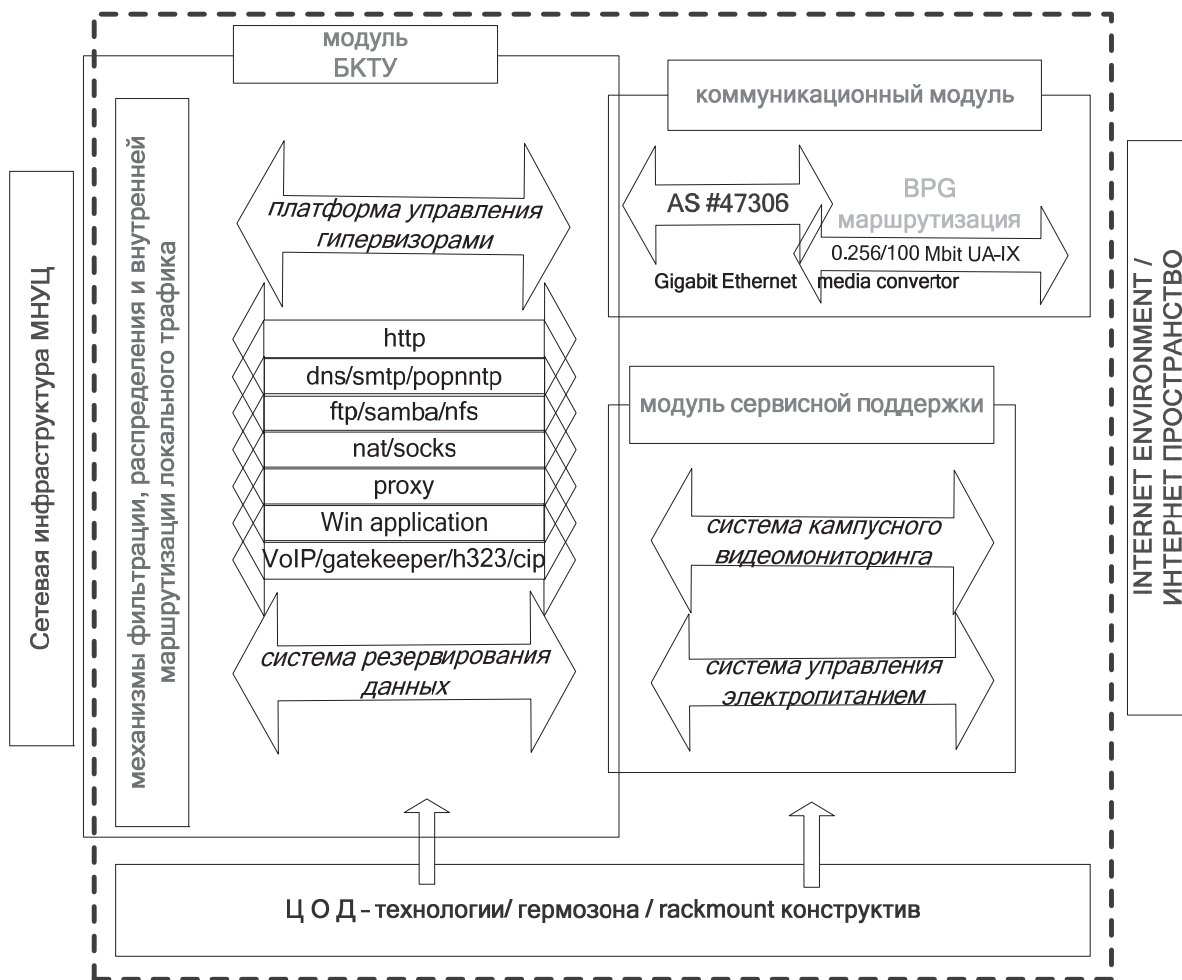 модуль
БКТУ
коммуникационный модуль
Сетевая инфраструктура МНУЦ
механизмы фильтрации, распределения и внутренней
маршрутизации локального трафика
платформа управления
гипервизорами
http
dns/smtp/popnntp
ftp/samba/nfs
nat/socks
proxy
Win application
VoIP/gatekeeper/h323/cip
система резервирования
данных
AS #47306
BPG
маршрутизация
0.256/100 Mbit UA-IX
Gigabit Ethernet media convertor
модуль сервисной поддержки
система кампусного
видеомониторинга
система управления
электропитанием
INTERNET ENVIRONMENT /
ИНТЕРНЕТ ПРОСТРАНСТВО
Ц О Д – технологии/ гермозона / rackmount конструктив